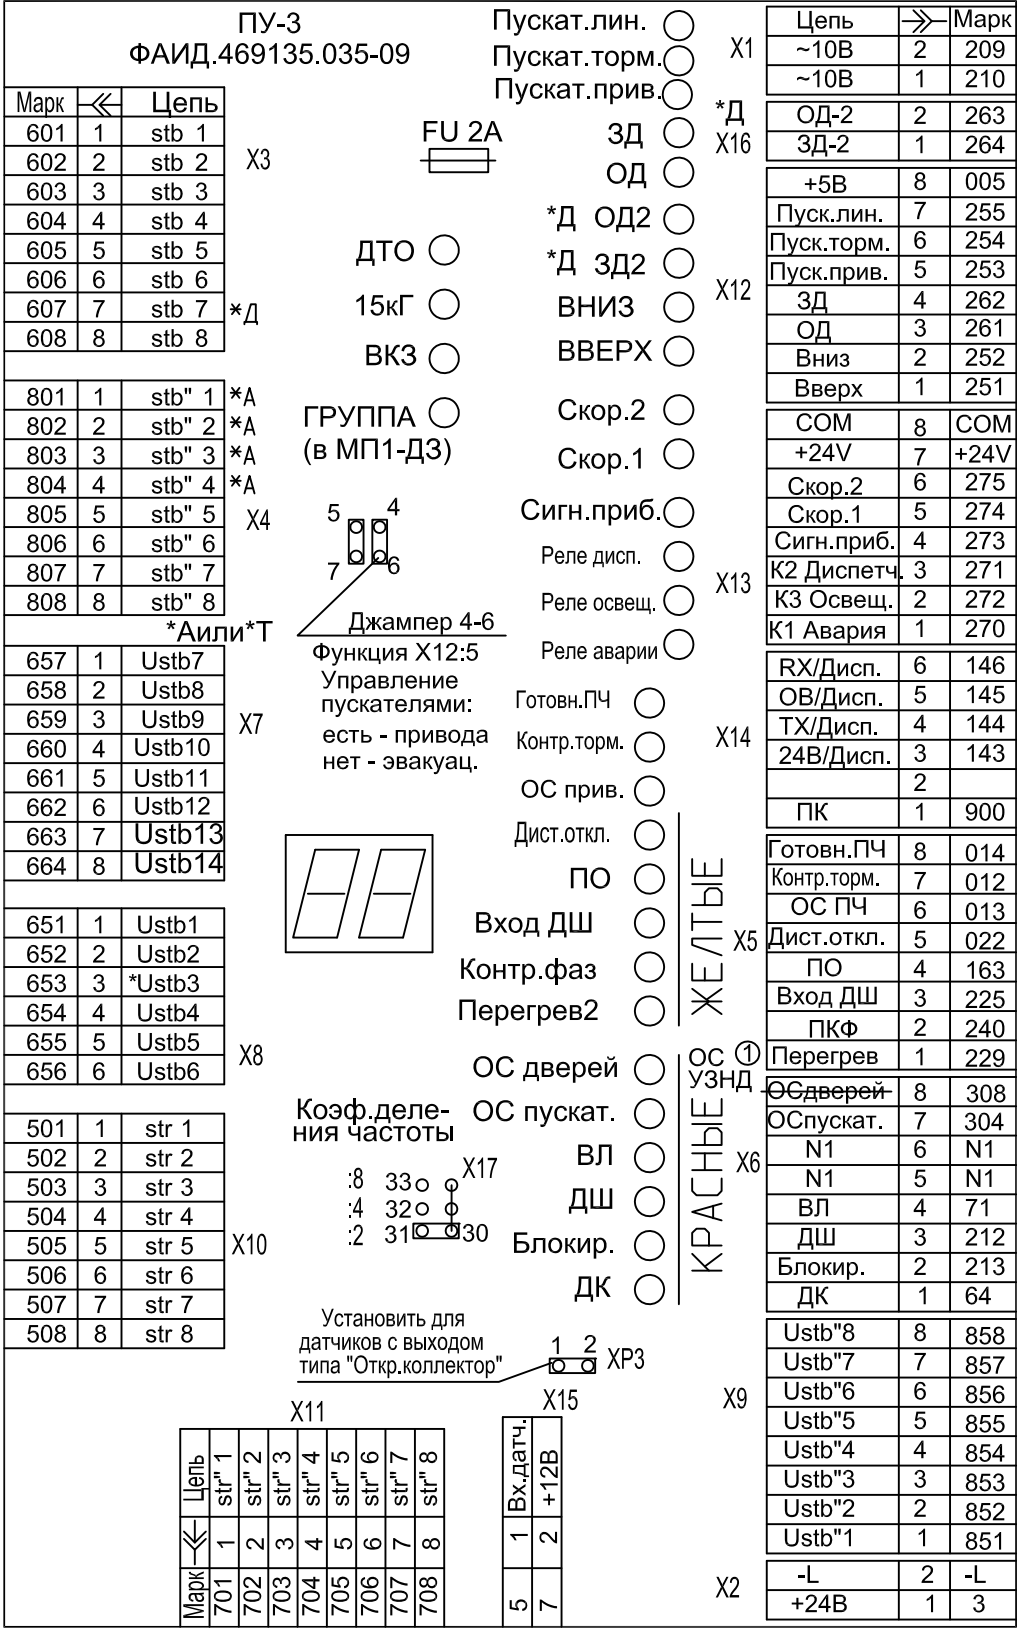 ПУ-3
ФАИД.469135.035-09
Марк Цепь
601 1 stb 1
602 2 stb 2
603 3 stb 3
604 4 stb 4
605 5 stb 5
606 6 stb 6
607 7 stb 7 *Д
608 8 stb 8
X3
801 1 stb" 1 *А
802 2 stb" 2 *А
803 3 stb" 3 *А
804 4 stb" 4 *А
805 5 stb" 5
806 6 stb" 6
807 7 stb" 7
808 8 stb" 8
X4
*Аили*Т
657 1 Ustb7
658 2 Ustb8
659 3 Ustb9
660 4 Ustb10
661 5 Ustb11
662 6 Ustb12
663 7 Ustb13
664 8 Ustb14
X7
651 1 Ustb1
652 2 Ustb2
653 3 *Ustb3
654 4 Ustb4
655 5 Ustb5
656 6 Ustb6
X8
501 1 str 1
502 2 str 2
503 3 str 3
504 4 str 4
505 5 str 5
506 6 str 6
507 7 str 7
508 8 str 8
X10
FU 2A
ДТО
15кГ
ВКЗ
ГРУППА
(в МП1-ДЗ)
5 4
7 6
Джампер 4-6
Функция X12:5
Управление
пускателями:
есть - привода
нет - эвакуац.
Коэф.деле-
ния частоты
X17
:8 33
:4 32
:2 31 30
Установить для
датчиков с выходом
типа "Откр.коллектор"
1 2
XP3
X11
Цепь str" 1 str" 2 str" 3 str" 4 str" 5 str" 6 str" 7 str" 8
1 2 3 4 5 6 7 8
Марк 701 702 703 704 705 706 707 708
X15
Вх.датч. +12В
1 2
5 7
Пускат.лин.
Пускат.торм.
Пускат.прив.
ЗД
ОД
*Д ОД2
*Д ЗД2
ВНИЗ
ВВЕРХ
Скор.2
Скор.1
Сигн.приб.
Реле дисп.
Реле освещ.
Реле аварии
Готовн.ПЧ
Контр.торм.
ОС прив.
Дист.откл.
ПО
Вход ДШ
Контр.фаз
Перегрев2
ЖЕЛТЫЕ
ОС дверей
ОС пускат.
ВЛ
ДШ
Блокир.
ДК
КРАСНЫЕ
Цепь Марк
X1
~10В 2 209
~10В 1 210
*Д
X16
ОД-2 2 263
ЗД-2 1 264
X12
+5В 8 005
Пуск.лин. 7 255
Пуск.торм. 6 254
Пуск.прив. 5 253
ЗД 4 262
ОД 3 261
Вниз 2 252
Вверх 1 251
X13
COM 8 COM
+24V 7 +24V
Скор.2 6 275
Скор.1 5 274
Сигн.приб. 4 273
К2 Диспетч. 3 271
К3 Освещ. 2 272
К1 Авария 1 270
X14
RX/Дисп. 6 146
ОВ/Дисп. 5 145
TX/Дисп. 4 144
24В/Дисп. 3 143
2
ПК 1 900
X5
Готовн.ПЧ 8 014
Контр.торм. 7 012
ОС ПЧ 6 013
Дист.откл. 5 022
ПО 4 163
Вход ДШ 3 225
ПКФ 2 240
Перегрев 1 229
ОС 1
УЗНД
X6
ОСдверей 8 308
ОСпускат. 7 304
N1 6 N1
N1 5 N1
ВЛ 4 71
ДШ 3 212
Блокир. 2 213
ДК 1 64
X9
Ustb"8 8 858
Ustb"7 7 857
Ustb"6 6 856
Ustb"5 5 855
Ustb"4 4 854
Ustb"3 3 853
Ustb"2 2 852
Ustb"1 1 851
X2
-L 2 -L
+24В 1 3